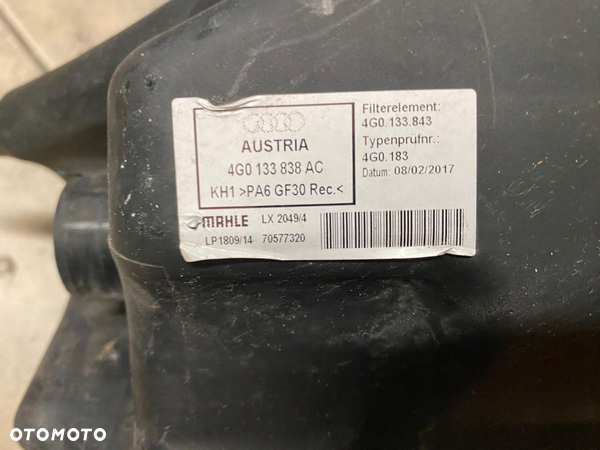 AUSTRIA
4G0 133 838 AC
KH1 >PA6 GF30 Rec.<
Filterelement:
4G0.133.843
Typenprüfnr.:
4G0.183
Datum: 08/02/2017
MAHLE LX 2049/4
LP1809/14 70577320
OTOMOTO